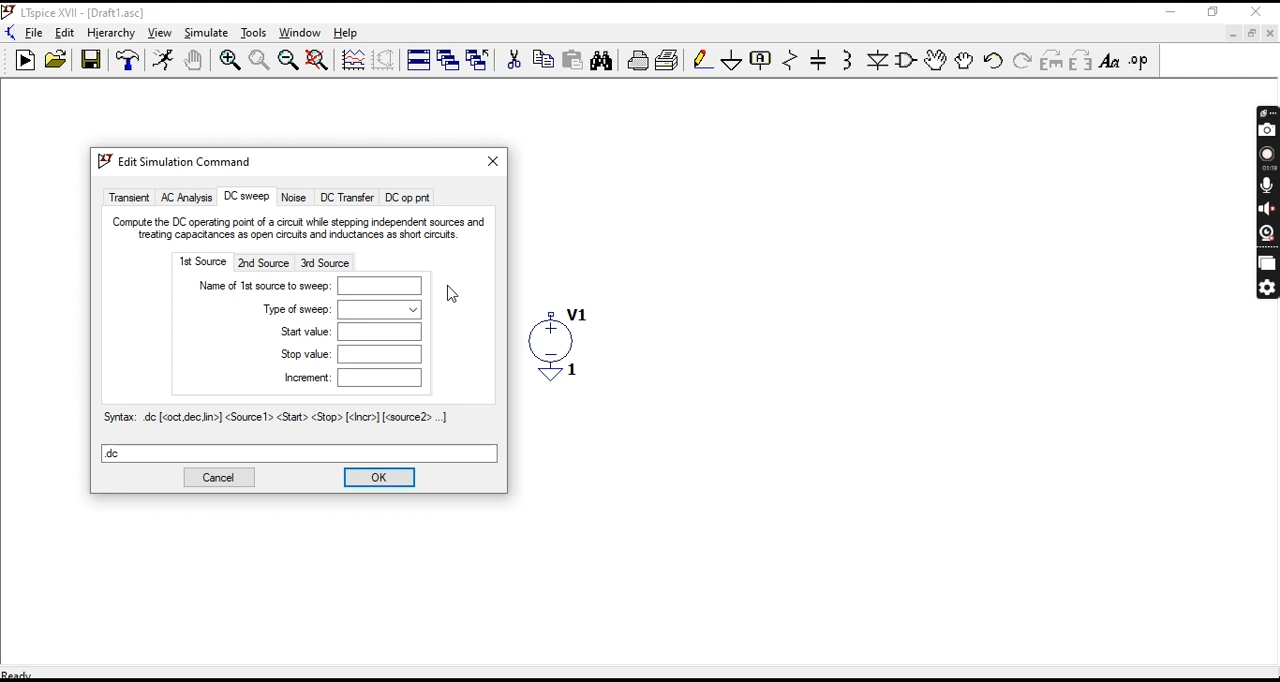 LTspice XVII - [Draft1.asc]
File Edit Hierarchy View Simulate Tools Window Help
A Aa .op
Edit Simulation Command
Transient AC Analysis DC sweep Noise DC Transfer DC op pnt
Compute the DC operating point of a circuit while stepping independent sources and
treating capacitances as open circuits and inductances as short circuits.
1st Source 2nd Source 3rd Source
Name of 1st source to sweep:
Type of sweep:
Start value:
Stop value:
Increment:
Syntax: .dc [<oct,dec,lin>] <Source1> <Start> <Stop> [<Incr>] [<source2> ...]
.dc
Cancel OK
V1
1
01:19
Ready